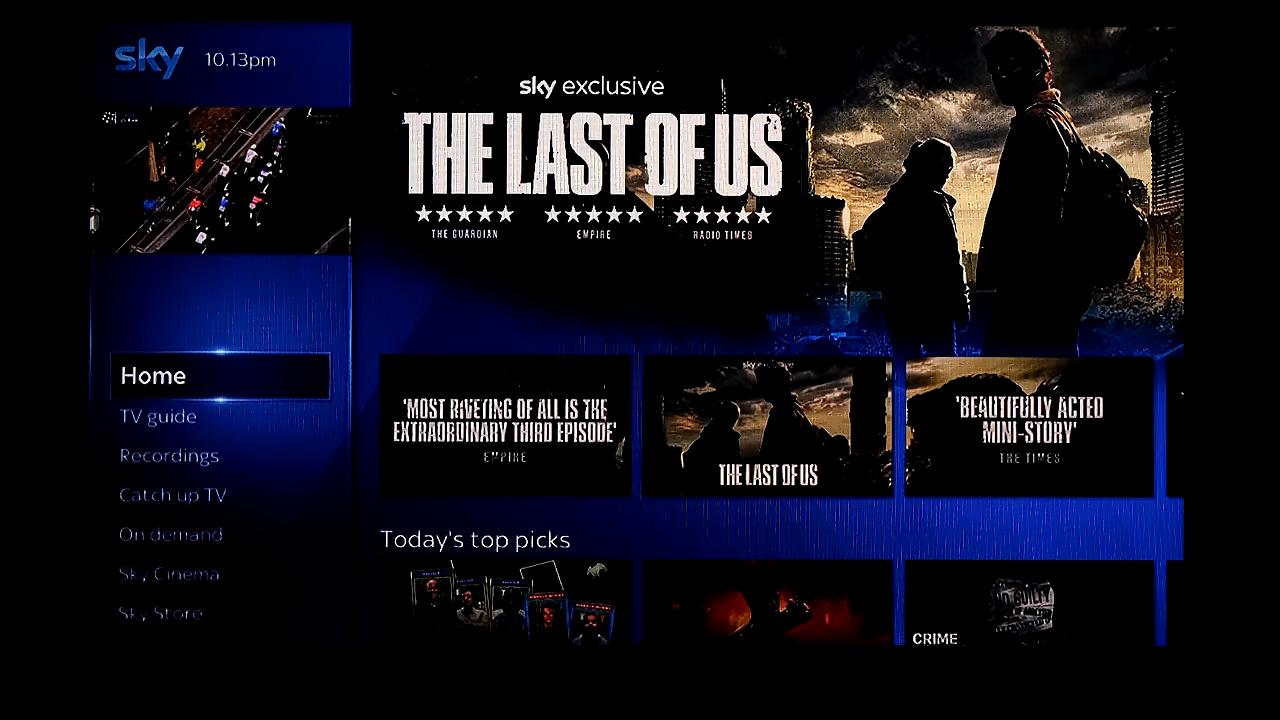 sky 10.13pm
sky exclusive
THE LAST OF US
★★★★★ ★★★★★ ★★★★★
THE GUARDIAN EMPIRE RADIO TIMES
Home
TV guide
Recordings
Catch up TV
On demand
Sky Cinema
Sky Store
'MOST RIVETING OF ALL IS THE
EXTRAORDINARY THIRD EPISODE'
EMPIRE
THE LAST OF US
'BEAUTIFULLY ACTED
MINI-STORY'
THE TIMES
Today's top picks
CRIME